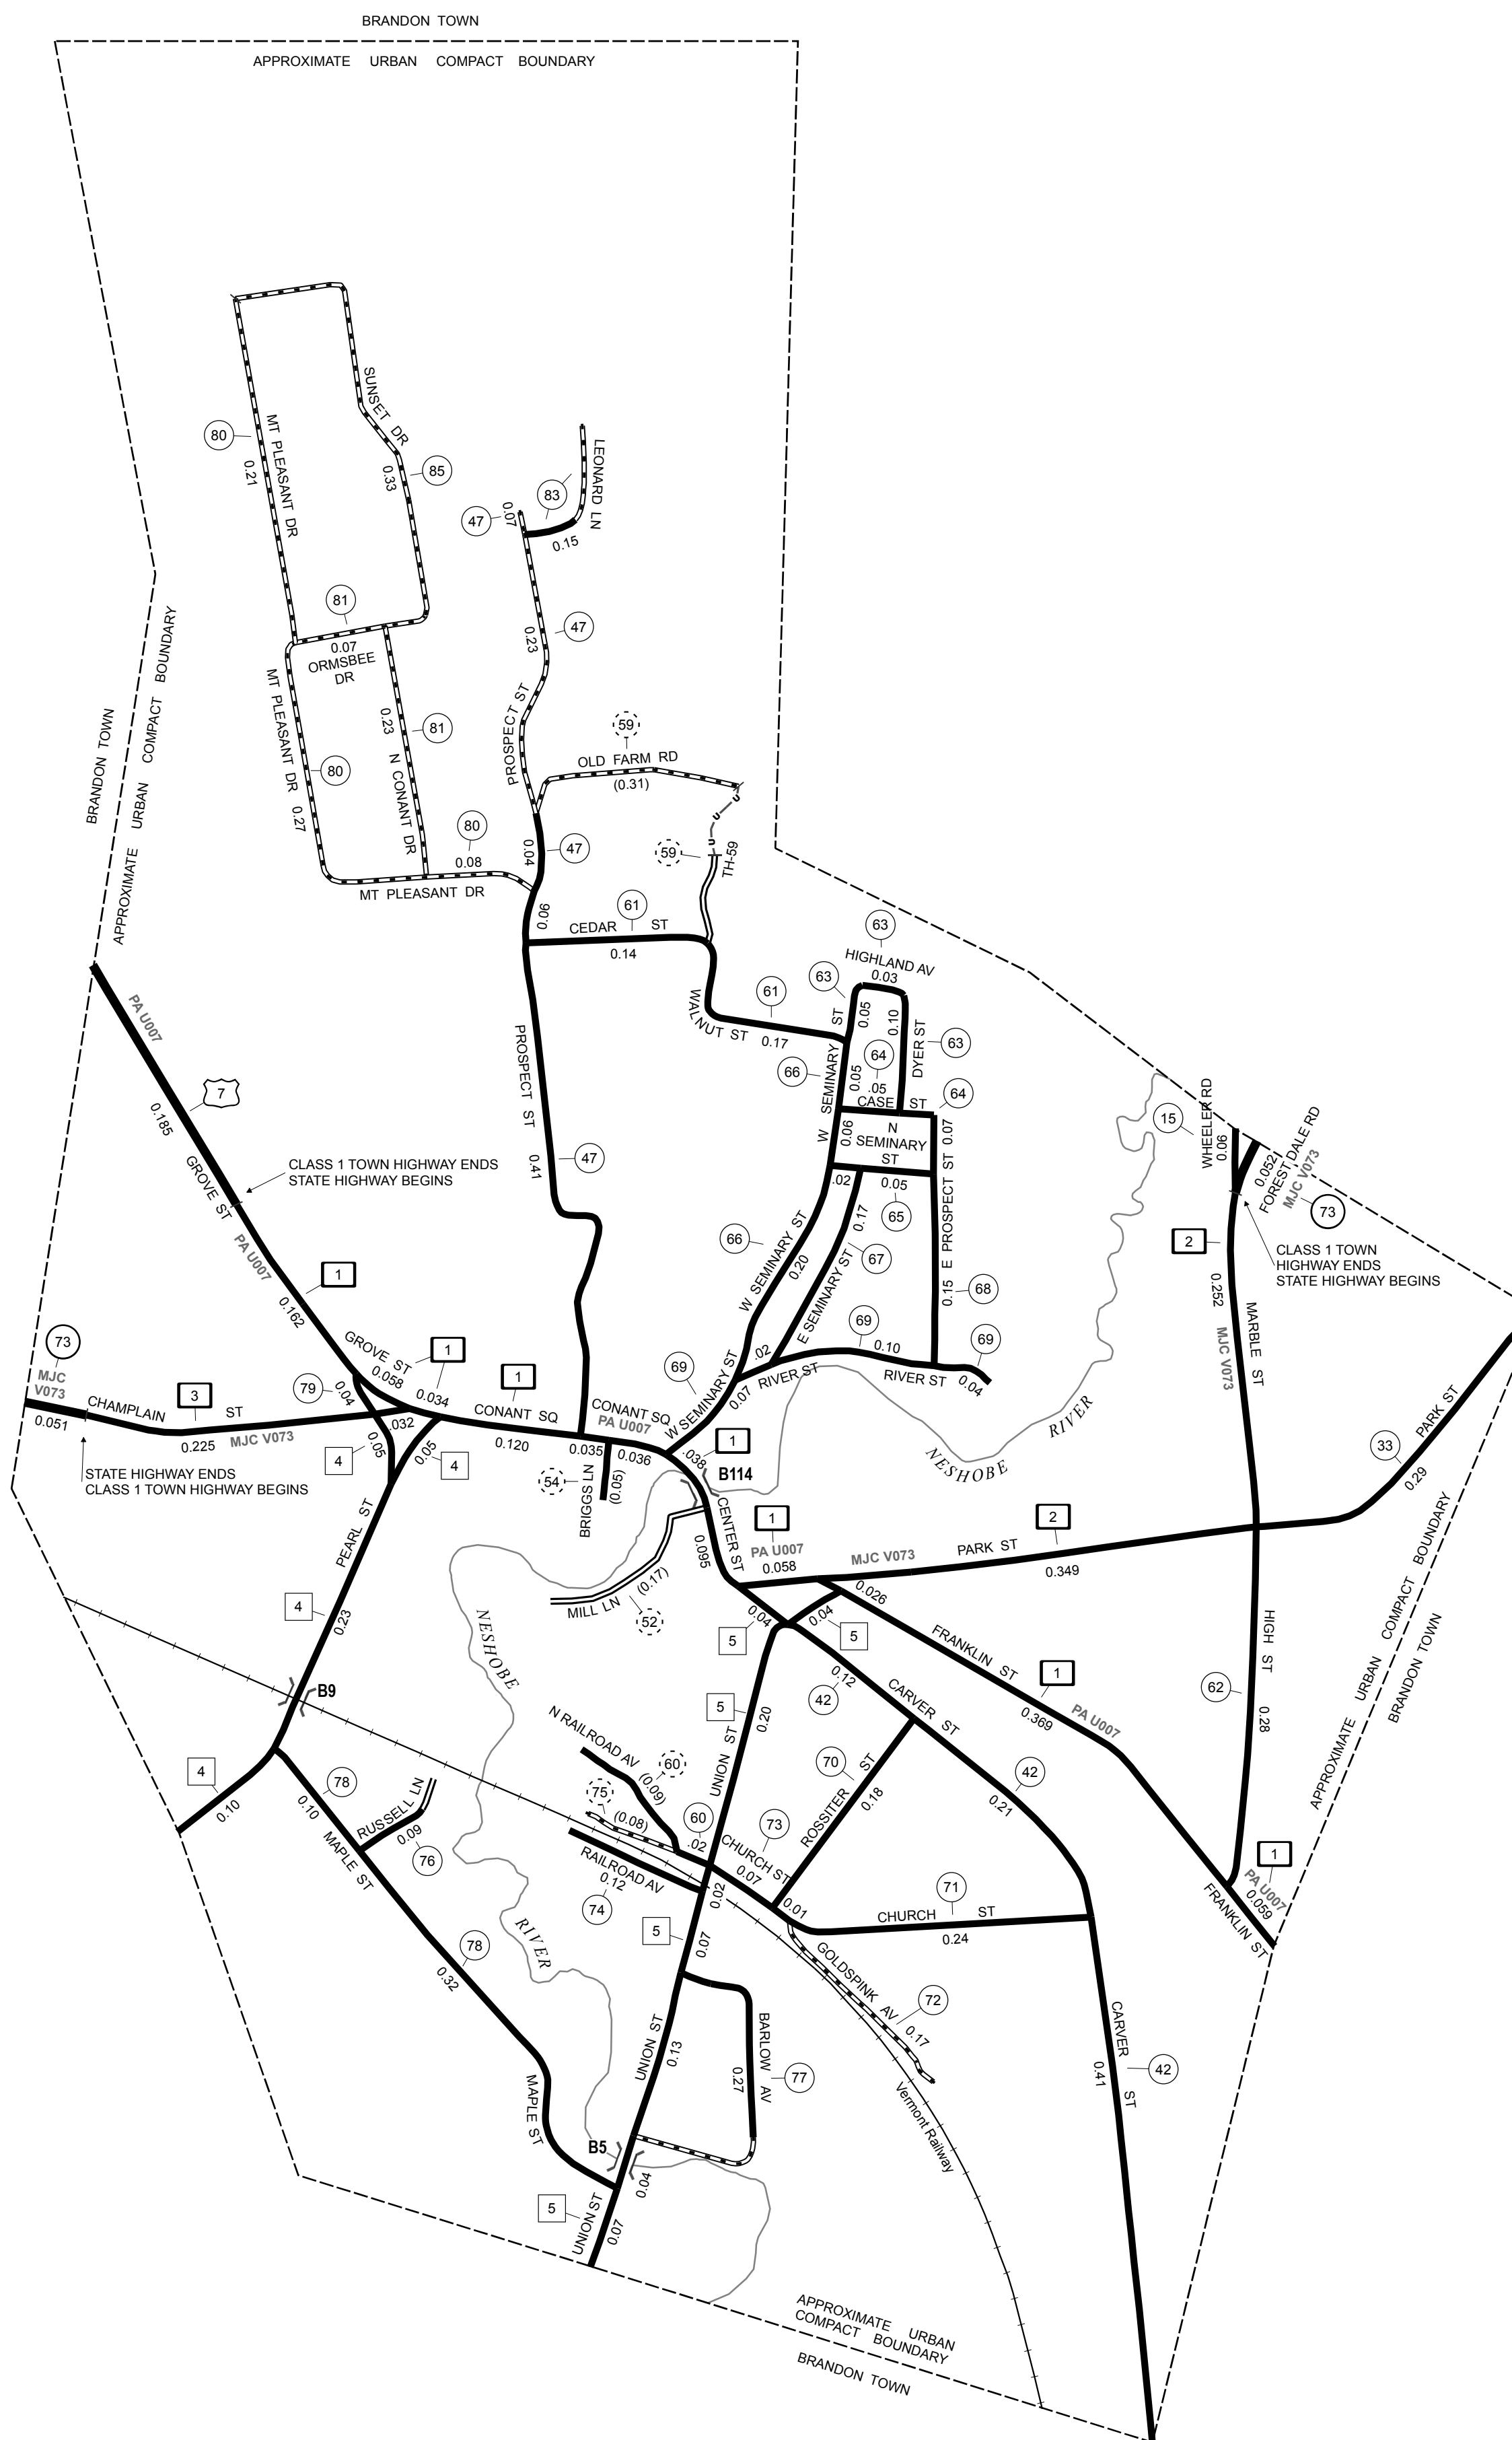 BRANDON TOWN
APPROXIMATE URBAN COMPACT BOUNDARY
SUNSET DR
80
MT PLEASANT DR
0.21
0.33
85
LEONARD LN
83
47
0.07
0.15
81
0.07
ORMSBEE
DR
47
0.23
PROSPECT ST
BRANDON TOWN
APPROXIMATE URBAN COMPACT BOUNDARY
MT PLEASANT DR
80
0.27
0.23
81
N CONANT DR
59
OLD FARM RD
(0.31)
80
0.08
MT PLEASANT DR
0.04
47
59
TH-59
0.06
61
CEDAR ST
0.14
63
HIGHLAND AV
0.03
63
0.05
0.10
DYER ST
63
WALNUT ST
61
0.17
PA U007
7
0.185
GROVE ST
PROSPECT ST
0.41
47
66
W SEMINARY ST
0.05
64
.05
CASE ST
64
0.06
N
SEMINARY
ST
0.07
.02
0.05
65
E PROSPECT ST
0.15
68
15
WHEELER RD
0.06
0.052
FOREST DALE RD
MJC V073
73
CLASS 1 TOWN HIGHWAY ENDS
STATE HIGHWAY BEGINS
CLASS 1 TOWN
HIGHWAY ENDS
STATE HIGHWAY BEGINS
2
0.252
MJC V073
MARBLE ST
PA U007
1
0.162
66
W SEMINARY ST
0.20
0.17
67
E SEMINARY ST
GROVE ST
0.058
1
0.034
73
MJC
V073
0.051
CHAMPLAIN ST
3
0.225
MJC V073
79
0.04
.032
0.05
4
0.05
4
1
CONANT SQ
0.120
CONANT SQ
PA U007
0.035
0.036
69
W SEMINARY ST
0.07
.02
RIVER ST
69
0.10
RIVER ST
69
0.04
STATE HIGHWAY ENDS
CLASS 1 TOWN HIGHWAY BEGINS
54
BRIGGS LN
(0.05)
.038
1
B114
NESHOBE RIVER
33
PARK ST
0.29
PEARL ST
4
0.23
CENTER ST
0.095
1
PA U007
0.058
MJC V073
2
PARK ST
0.349
MILL LN
(0.17)
52
NESHOBE
0.04
5
0.04
5
0.026
FRANKLIN ST
1
0.369
PA U007
HIGH ST
62
0.28
APPROXIMATE URBAN COMPACT BOUNDARY
BRANDON TOWN
B9
4
0.10
0.12
42
CARVER ST
42
0.21
5
UNION ST
0.20
N RAILROAD AV
(0.09)
60
75
(0.08)
60
.02
70
ROSSITER ST
0.18
73
CHURCH ST
0.07
0.01
78
0.10
MAPLE ST
RUSSELL LN
0.09
76
RAILROAD AV
0.12
74
0.02
71
CHURCH ST
0.24
1
PA U007
0.059
FRANKLIN ST
RIVER
78
0.32
5
0.07
GOLDSPINK AV
72
0.17
UNION ST
0.13
BARLOW AV
0.27
77
CARVER ST
42
0.41
Vermont Railway
MAPLE ST
B5
0.04
5
UNION ST
0.07
APPROXIMATE URBAN
COMPACT BOUNDARY
BRANDON TOWN